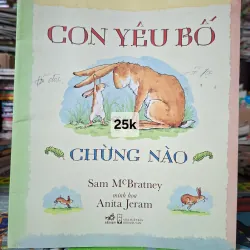 CON YÊU BỐ
25k
CHỪNG NÀO
Sam McBratney
minh họa
Anita Jeram